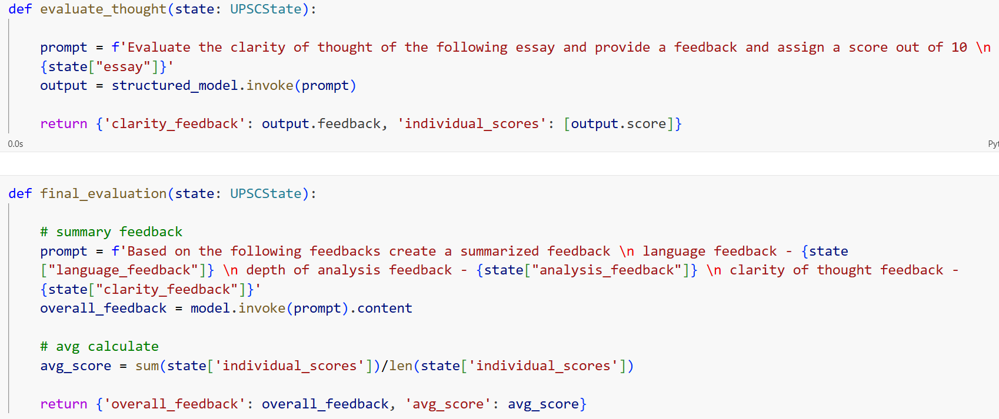 def evaluate_thought(state: UPSCState):
    prompt = f'Evaluate the clarity of thought of the following essay and provide a feedback and assign a score out of 10 \n
    {state["essay"]}'
    output = structured_model.invoke(prompt)
    return {'clarity_feedback': output.feedback, 'individual_scores': [output.score]}
0.0s
def final_evaluation(state: UPSCState):
    # summary feedback
    prompt = f'Based on the following feedbacks create a summarized feedback \n language feedback - {state
    ["language_feedback"]} \n depth of analysis feedback - {state["analysis_feedback"]} \n clarity of thought feedback -
    {state["clarity_feedback"]}'
    overall_feedback = model.invoke(prompt).content
    # avg calculate
    avg_score = sum(state['individual_scores'])/len(state['individual_scores'])
    return {'overall_feedback': overall_feedback, 'avg_score': avg_score}